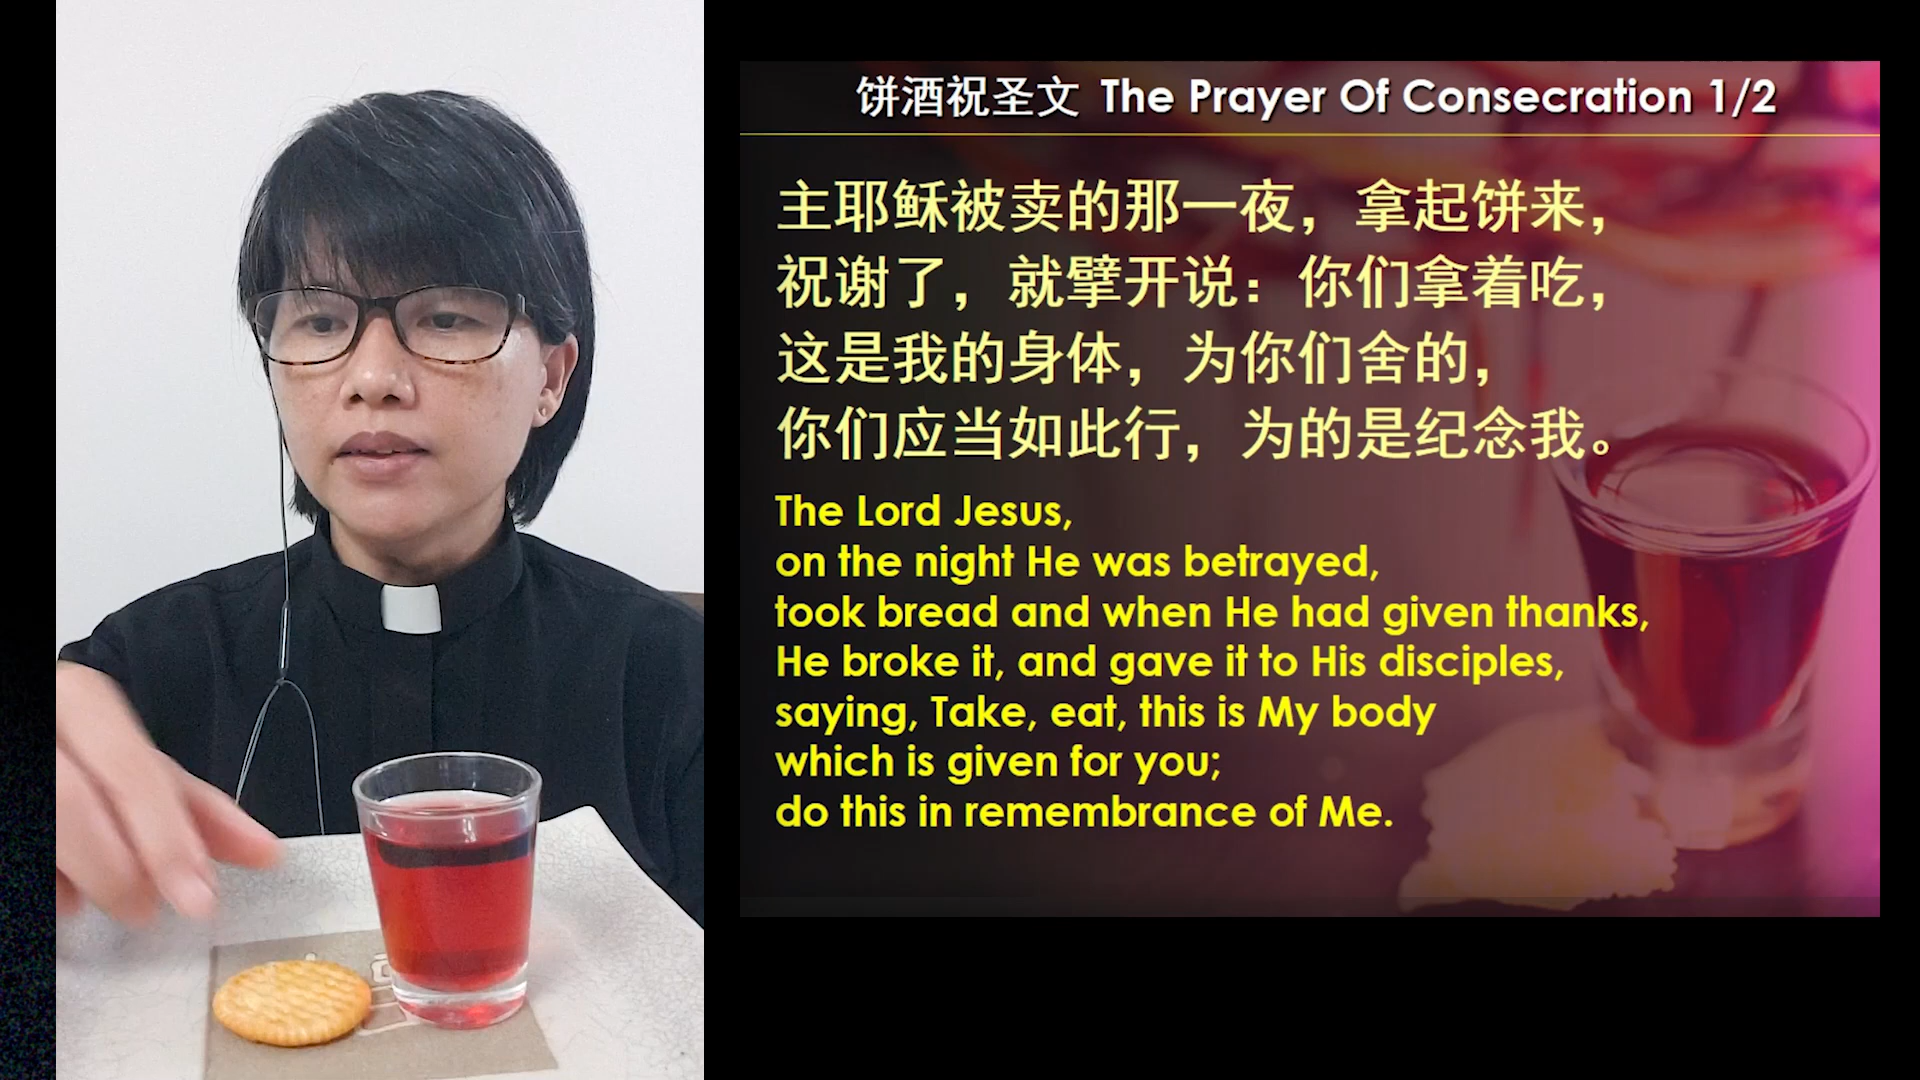 饼酒祝圣文 The Prayer Of Consecration 1/2
主耶稣被卖的那一夜，拿起饼来，
祝谢了，就擘开说：你们拿着吃，
这是我的身体，为你们舍的，
你们应当如此行，为的是纪念我。
The Lord Jesus,
on the night He was betrayed,
took bread and when He had given thanks,
He broke it, and gave it to His disciples,
saying, Take, eat, this is My body
which is given for you;
do this in remembrance of Me.